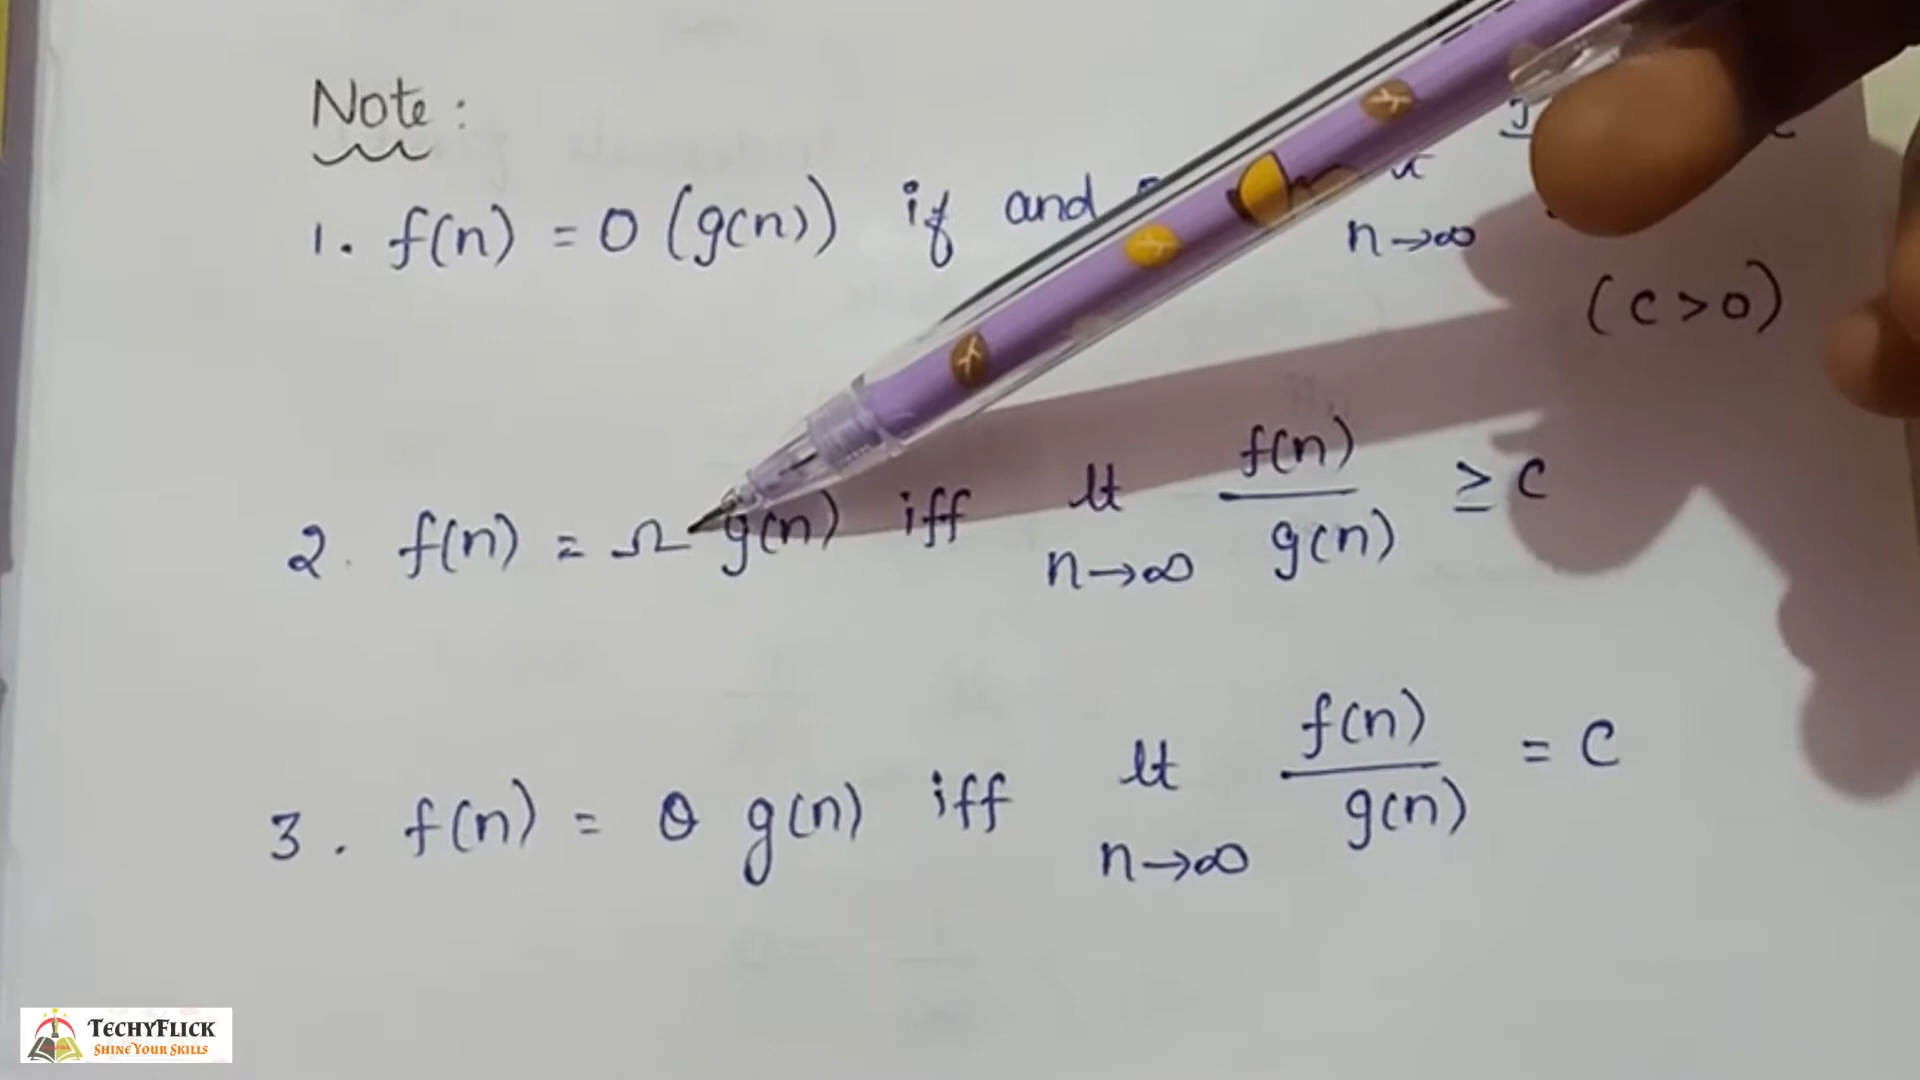 Note :
1. f(n) = O (g(n)) if and
n→∞
(c > 0)
2. f(n) = Ω g(n) iff lt n→∞ f(n)/g(n) ≥ c
3. f(n) = θ g(n) iff lt n→∞ f(n)/g(n) = c
TECHYFLICK
SHINE YOUR SKILLS